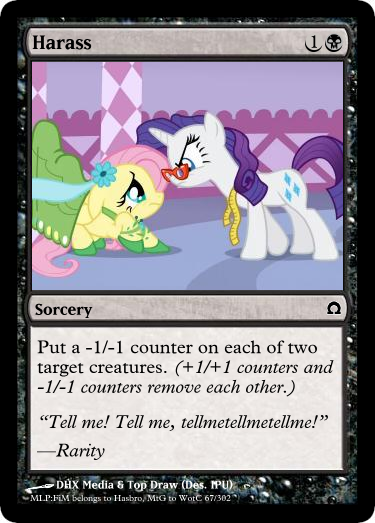 Harass 1
Sorcery Ω
Put a -1/-1 counter on each of two
target creatures. (+1/+1 counters and
-1/-1 counters remove each other.)
“Tell me! Tell me, tellmetellmetellme!”
—Rarity
DHX Media & Top Draw (Des. IPU)
MLP:FiM belongs to Hasbro, MtG to WotC 67/302